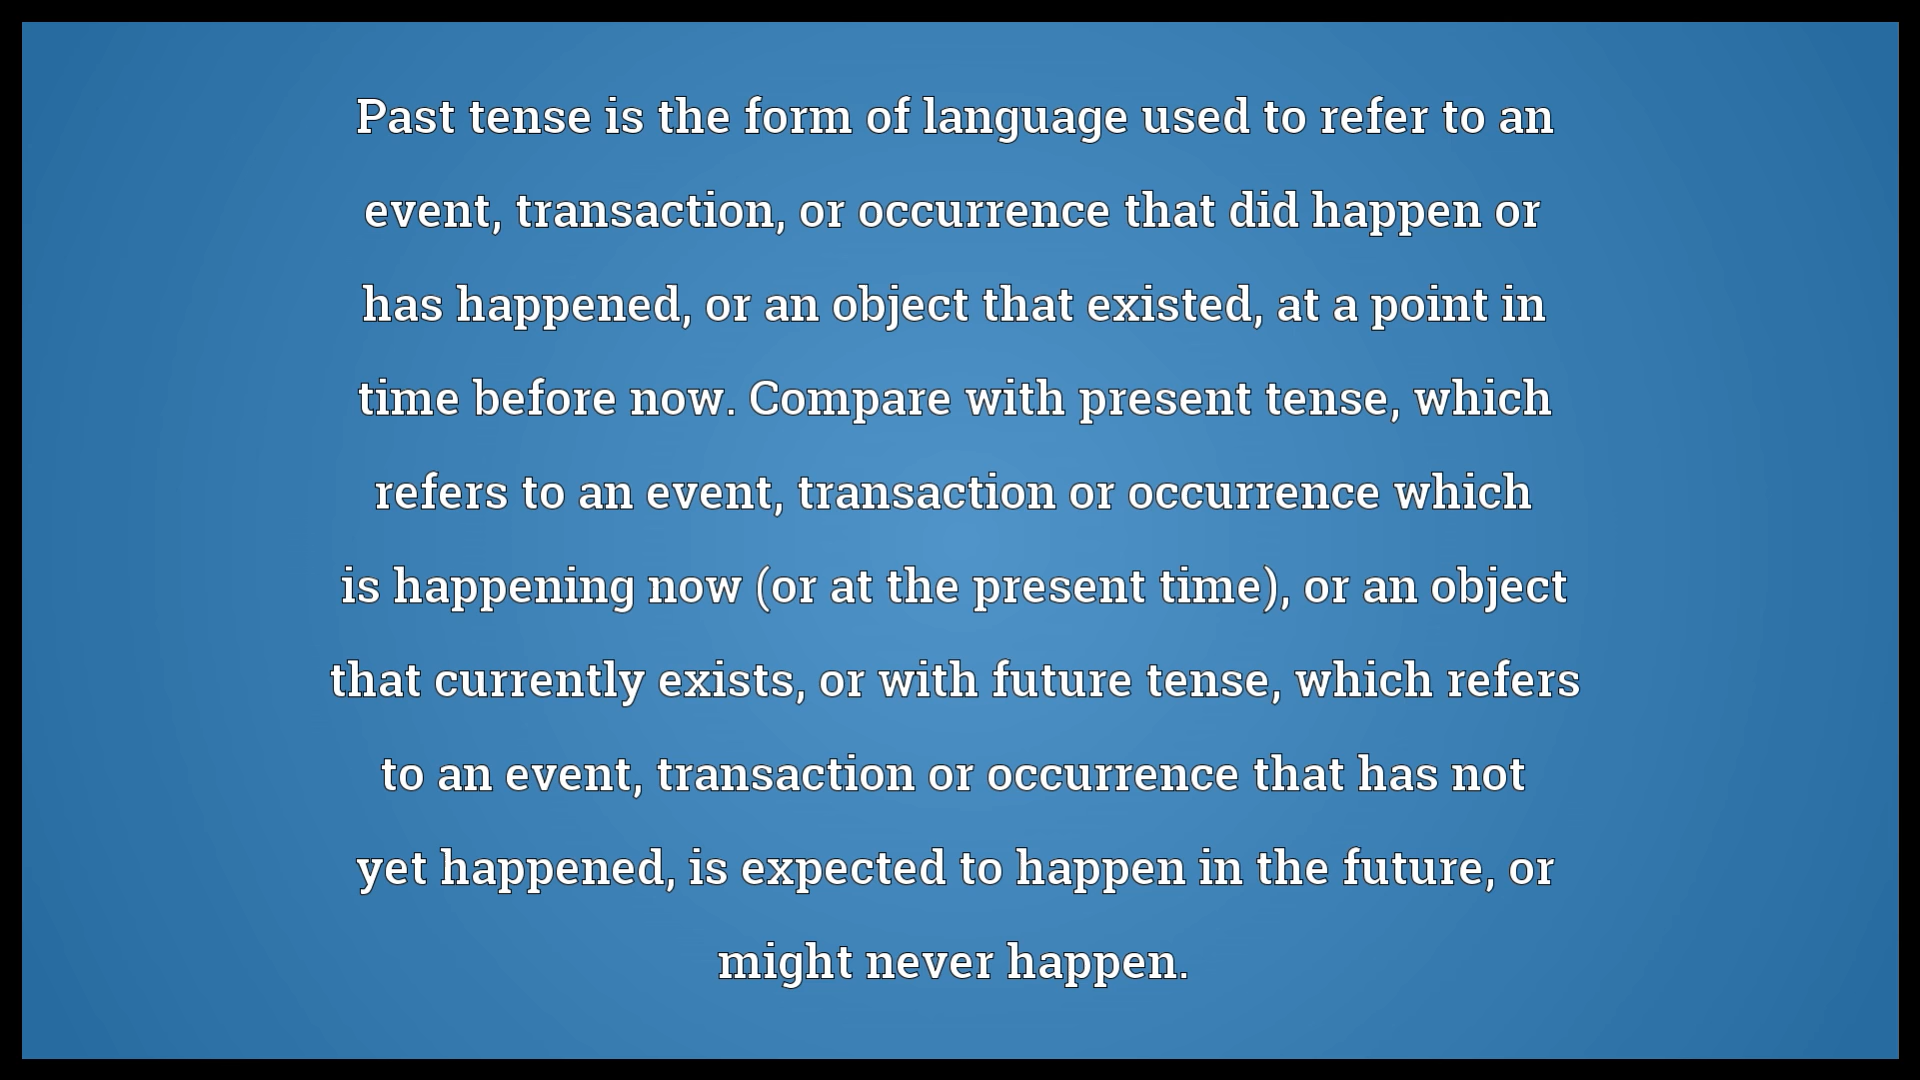 Past tense is the form of language used to refer to an
event, transaction, or occurrence that did happen or
has happened, or an object that existed, at a point in
time before now. Compare with present tense, which
refers to an event, transaction or occurrence which
is happening now (or at the present time), or an object
that currently exists, or with future tense, which refers
to an event, transaction or occurrence that has not
yet happened, is expected to happen in the future, or
might never happen.